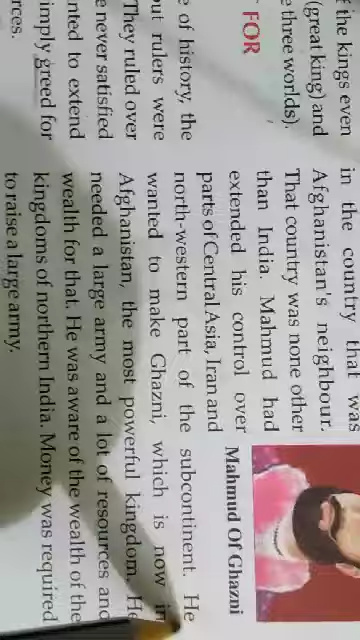 f the kings even
(great king) and
e three worlds).
FOR
e of history, the
ut rulers were
They ruled over
e never satisfied
nted to extend
imply greed for
rces.
in the country that was
Afghanistan's neighbour.
That country was none other
than India. Mahmud had
extended his control over
parts of Central Asia, Iran and
north-western part of the subcontinent. He
wanted to make Ghazni, which is now in
Afghanistan, the most powerful kingdom. He
needed a large army and a lot of resources and
wealth for that. He was aware of the wealth of the
kingdoms of northern India. Money was required
to raise a large army.
Mahmud Of Ghazni